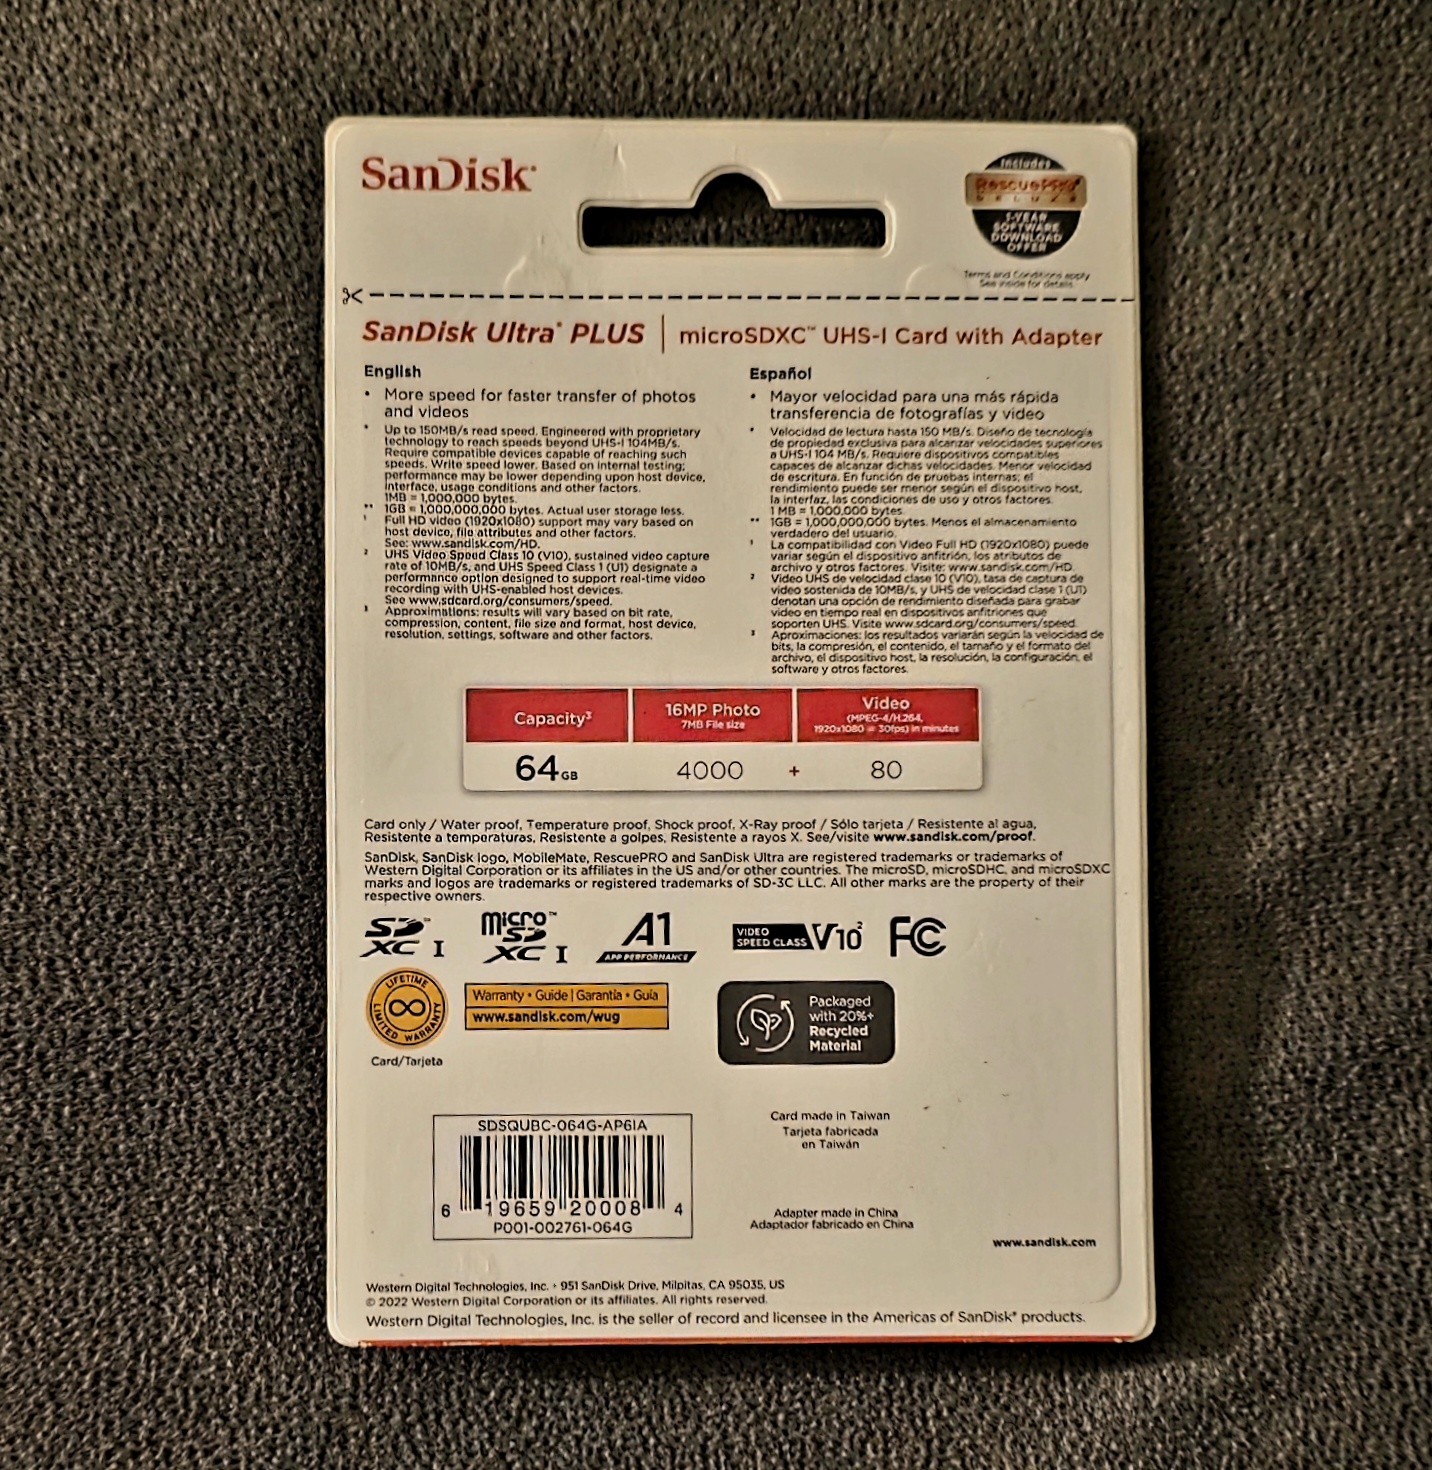 SanDisk®
Includes
RescuePRO®
DELUXE
1-YEAR
SOFTWARE
DOWNLOAD
OFFER
Terms and Conditions apply
See inside for details
SanDisk Ultra® PLUS | microSDXC™ UHS-I Card with Adapter
English
• More speed for faster transfer of photos
and videos
* Up to 150MB/s read speed. Engineered with proprietary
technology to reach speeds beyond UHS-I 104MB/s.
Require compatible devices capable of reaching such
speeds. Write speed lower. Based on internal testing;
performance may be lower depending upon host device,
interface, usage conditions and other factors.
1MB = 1,000,000 bytes.
** 1GB = 1,000,000,000 bytes. Actual user storage less.
¹ Full HD video (1920x1080) support may vary based on
host device, file attributes and other factors.
See: www.sandisk.com/HD.
² UHS Video Speed Class 10 (V10), sustained video capture
rate of 10MB/s, and UHS Speed Class 1 (U1) designate a
performance option designed to support real-time video
recording with UHS-enabled host devices.
See www.sdcard.org/consumers/speed.
³ Approximations: results will vary based on bit rate,
compression, content, file size and format, host device,
resolution, settings, software and other factors.
Español
• Mayor velocidad para una más rápida
transferencia de fotografías y video
* Velocidad de lectura hasta 150 MB/s. Diseño de tecnología
de propiedad exclusiva para alcanzar velocidades superiores
a UHS-I 104 MB/s. Requiere dispositivos compatibles
capaces de alcanzar dichas velocidades. Menor velocidad
de escritura. En función de pruebas internas; el
rendimiento puede ser menor según el dispositivo host,
la interfaz, las condiciones de uso y otros factores.
1 MB = 1,000,000 bytes.
** 1GB = 1,000,000,000 bytes. Menos el almacenamiento
verdadero del usuario.
¹ La compatibilidad con Video Full HD (1920x1080) puede
variar según el dispositivo anfitrión, los atributos de
archivo y otros factores. Visite: www.sandisk.com/HD.
² Video UHS de velocidad clase 10 (V10), tasa de captura de
video sostenida de 10MB/s, y UHS de velocidad clase 1 (U1)
denotan una opción de rendimiento diseñada para grabar
video en tiempo real en dispositivos anfitriones que
soporten UHS. Visite www.sdcard.org/consumers/speed.
³ Aproximaciones: los resultados variarán según la velocidad de
bits, la compresión, el contenido, el tamaño y el formato del
archivo, el dispositivo host, la resolución, la configuración, el
software y otros factores.
Capacity³
16MP Photo
7MB File size
Video
(MPEG-4/H.264,
1920x1080 = 30fps) in minutes
64GB 4000 + 80
Card only / Water proof, Temperature proof, Shock proof, X-Ray proof / Sólo tarjeta / Resistente al agua,
Resistente a temperaturas, Resistente a golpes, Resistente a rayos X. See/visite www.sandisk.com/proof.
SanDisk, SanDisk logo, MobileMate, RescuePRO and SanDisk Ultra are registered trademarks or trademarks of
Western Digital Corporation or its affiliates in the US and/or other countries. The microSD, microSDHC, and microSDXC
marks and logos are trademarks or registered trademarks of SD-3C LLC. All other marks are the property of their
respective owners.
SD™
XC I
micro™
SD
XC I
A1
APP PERFORMANCE
VIDEO
SPEED CLASS V10²
FC
LIFETIME
LIMITED WARRANTY
Card/Tarjeta
Warranty • Guide | Garantía • Guía
www.sandisk.com/wug
Packaged
with 20%+
Recycled
Material
SDSQUBC-064G-AP6IA
6 19659 20008 4
P001-002761-064G
Card made in Taiwan
Tarjeta fabricada
en Taiwán
Adapter made in China
Adaptador fabricado en China
www.sandisk.com
Western Digital Technologies, Inc. • 951 SanDisk Drive, Milpitas, CA 95035, US
© 2022 Western Digital Corporation or its affiliates. All rights reserved.
Western Digital Technologies, Inc. is the seller of record and licensee in the Americas of SanDisk® products.